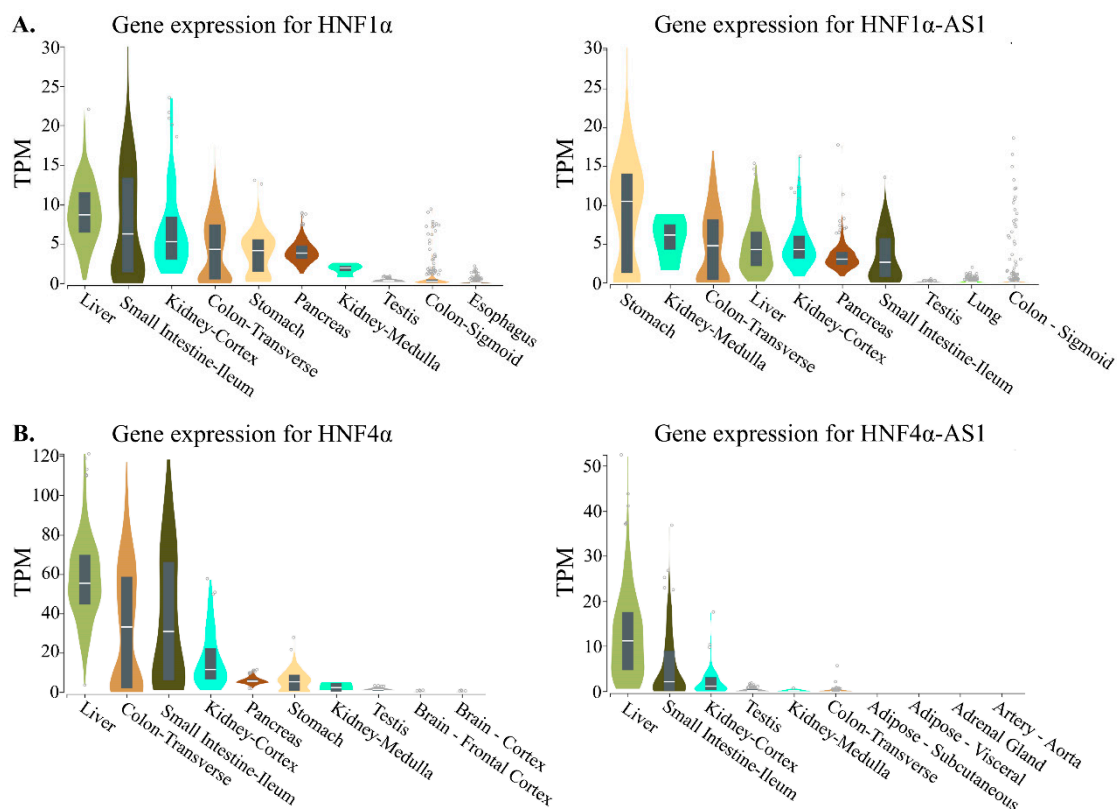 A.
Gene expression for HNF1α
TPM
30
25
20
15
10
5
0
Liver
Small Intestine-Ileum
Kidney-Cortex
Colon-Transverse
Stomach
Pancreas
Kidney-Medulla
Testis
Colon-Sigmoid
Esophagus
Gene expression for HNF1α-AS1
TPM
30
25
20
15
10
5
0
Stomach
Kidney-Medulla
Colon-Transverse
Liver
Kidney-Cortex
Pancreas
Small Intestine-Ileum
Testis
Lung
Colon - Sigmoid
B.
Gene expression for HNF4α
TPM
120
100
80
60
40
20
0
Liver
Colon-Transverse
Small Intestine-Ileum
Kidney-Cortex
Pancreas
Stomach
Kidney-Medulla
Testis
Brain - Frontal Cortex
Brain - Cortex
Gene expression for HNF4α-AS1
TPM
50
40
30
20
10
0
Liver
Small Intestine-Ileum
Kidney-Cortex
Testis
Kidney-Medulla
Colon-Transverse
Adipose - Subcutaneous
Adipose - Visceral
Adrenal Gland
Artery - Aorta